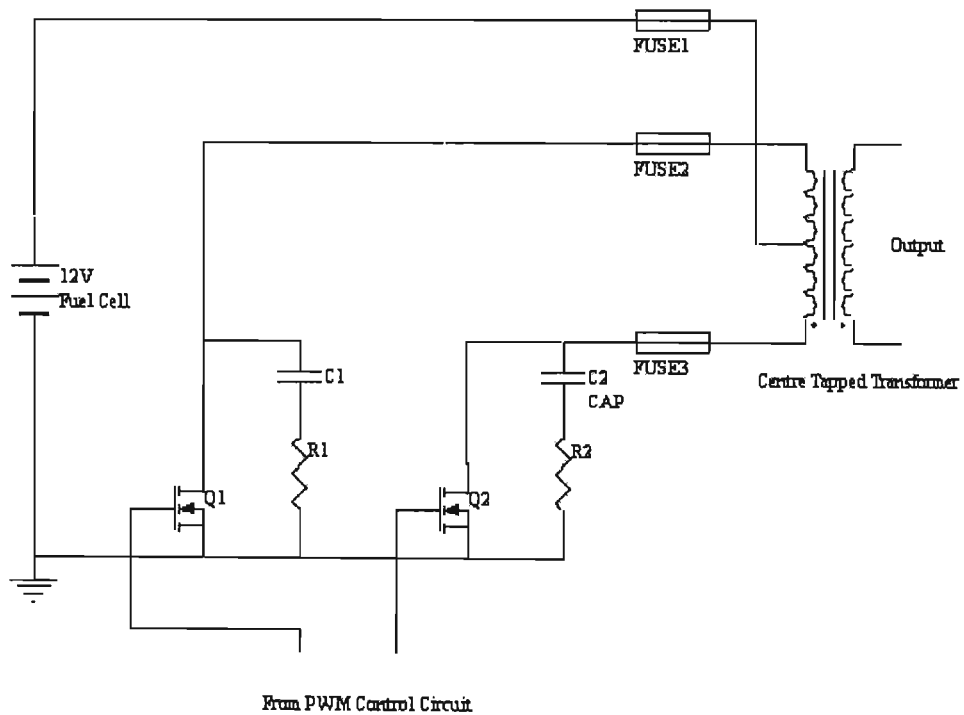 FUSE1
FUSE2
12V
Fuel Cell
Output
FUSE3
Centre Tapped Transformer
C1
C2
CAP
R1
R2
Q1
Q2
From PWM Control Circuit